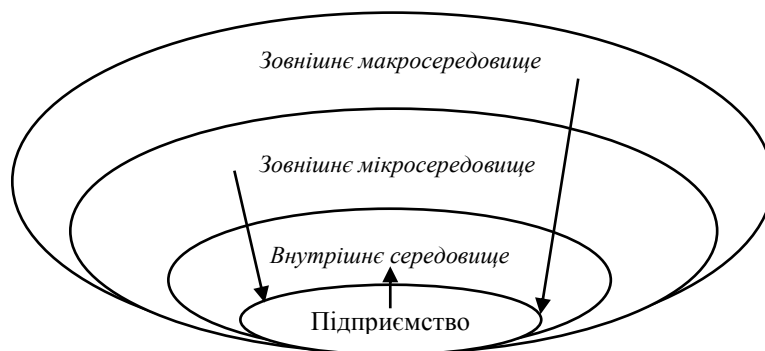 Зовнішнє макросередовище
Зовнішнє мікросередовище
Внутрішнє середовище
Підприємство